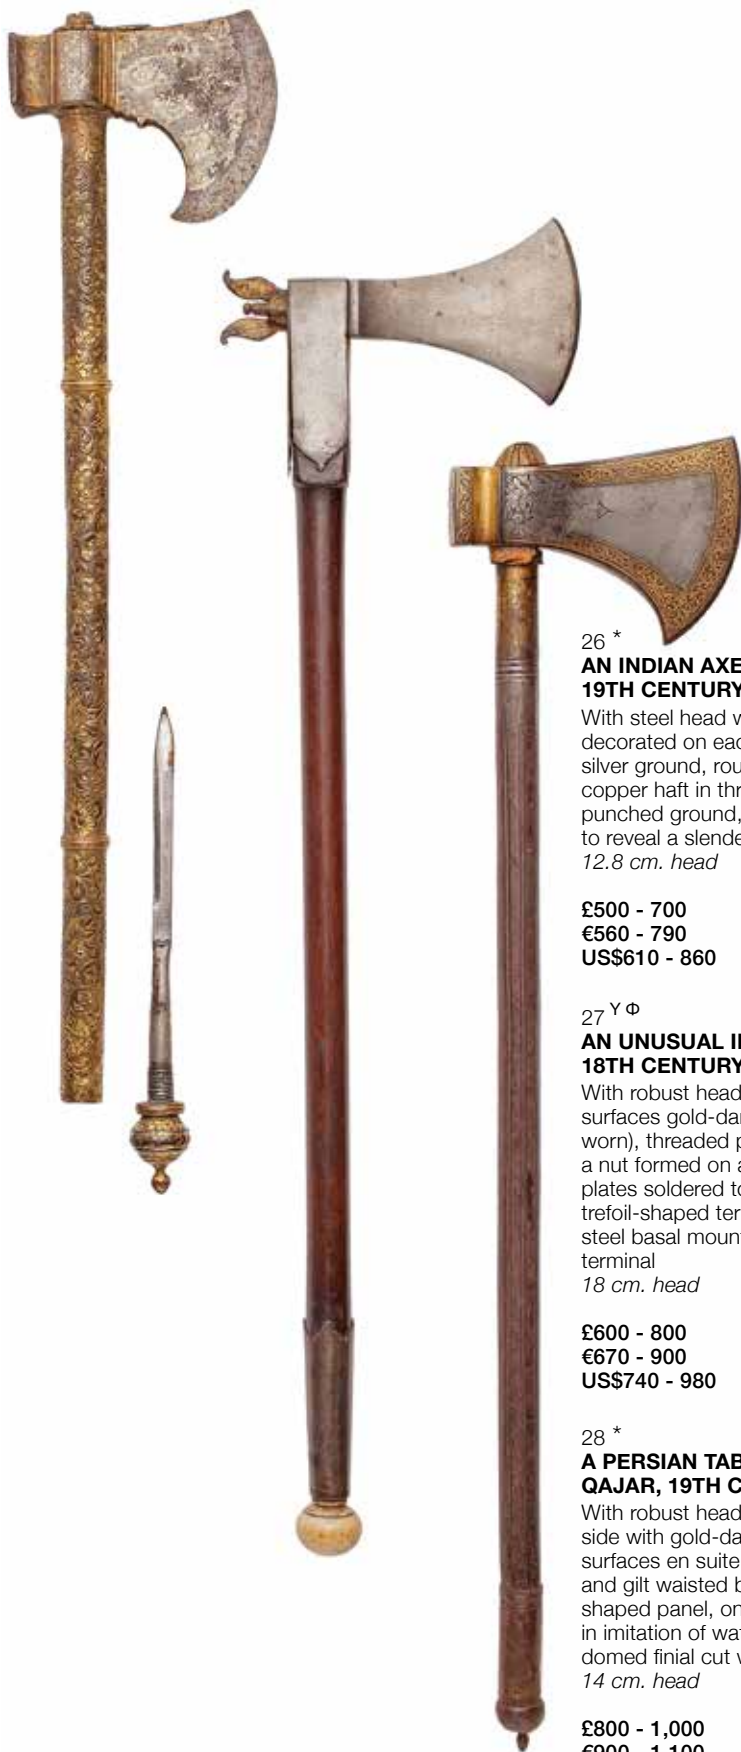 26 *
AN INDIAN AXE
19TH CENTURY
With steel head
decorated on eac
silver ground, rou
copper haft in thr
punched ground,
to reveal a slende
12.8 cm. head
£500 - 700
€560 - 790
US$610 - 860
27 Y Φ
AN UNUSUAL
18TH CENTURY
With robust head
surfaces gold-da
worn), threaded p
a nut formed on a
plates soldered to
trefoil-shaped ter
steel basal moun
terminal
18 cm. head
£600 - 800
€670 - 900
US$740 - 980
28 *
A PERSIAN TAB
QAJAR, 19TH C
With robust head
side with gold-da
surfaces en suite
and gilt waisted b
shaped panel, on
in imitation of wa
domed finial cut
14 cm. head
£800 - 1,000
€900 - 1,100